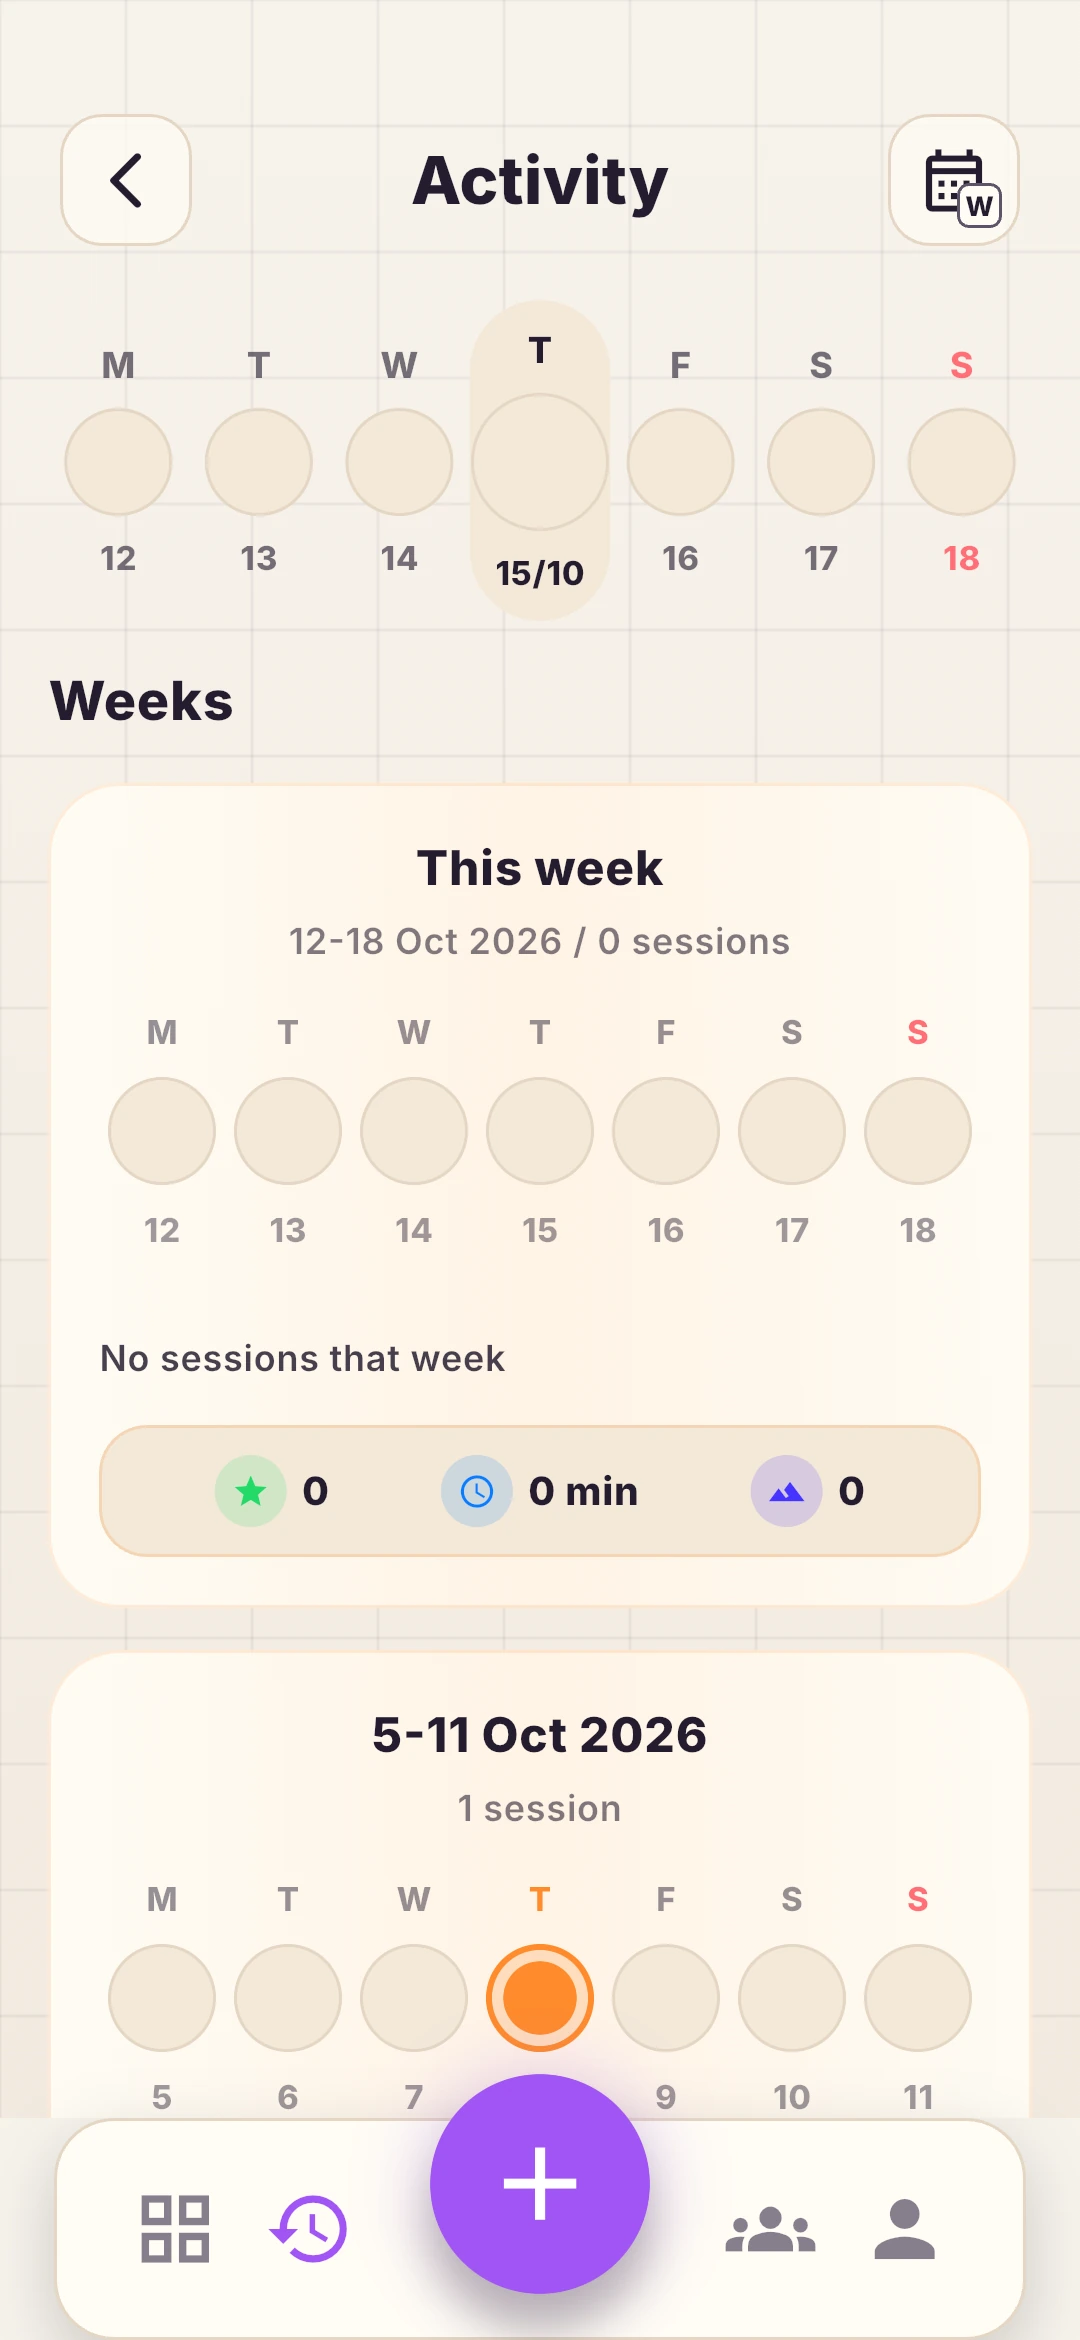 Activity
W
M T W T F S S
12 13 14 15/10 16 17 18
Weeks
This week
12-18 Oct 2026 / 0 sessions
M T W T F S S
12 13 14 15 16 17 18
No sessions that week
0 0 min 0
5-11 Oct 2026
1 session
M T W T F S S
5 6 7 9 10 11